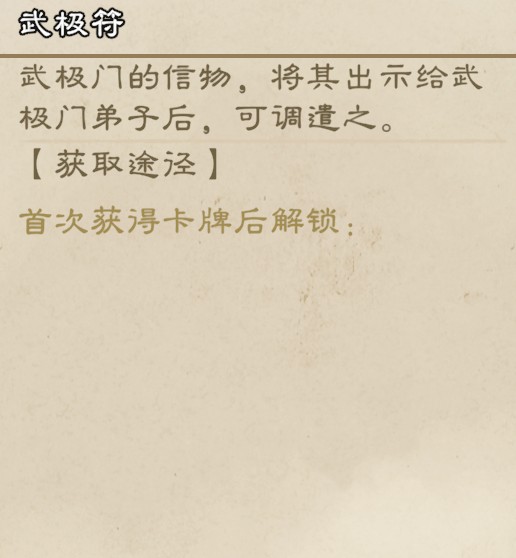 武极符
武极门的信物，将其出示给武
极门弟子后，可调遣之。
【获取途径】
首次获得卡牌后解锁：